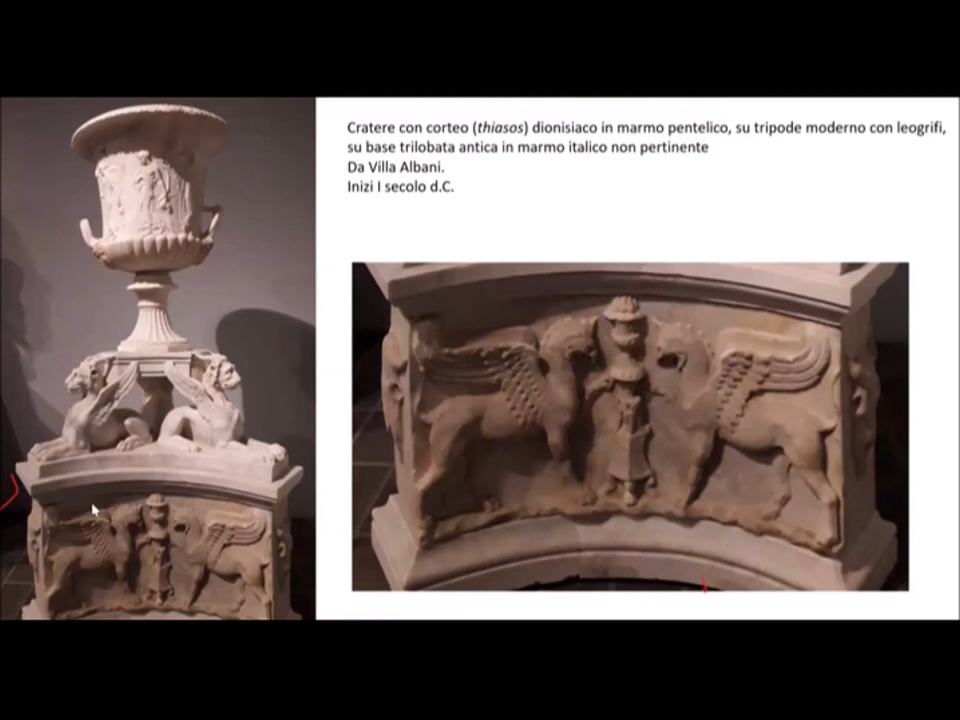 Cratere con corteo (thiasos) dionisiaco in marmo pentelico, su tripode moderno con leogrifi,
su base trilobata antica in marmo italico non pertinente
Da Villa Albani.
Inizi I secolo d.C.